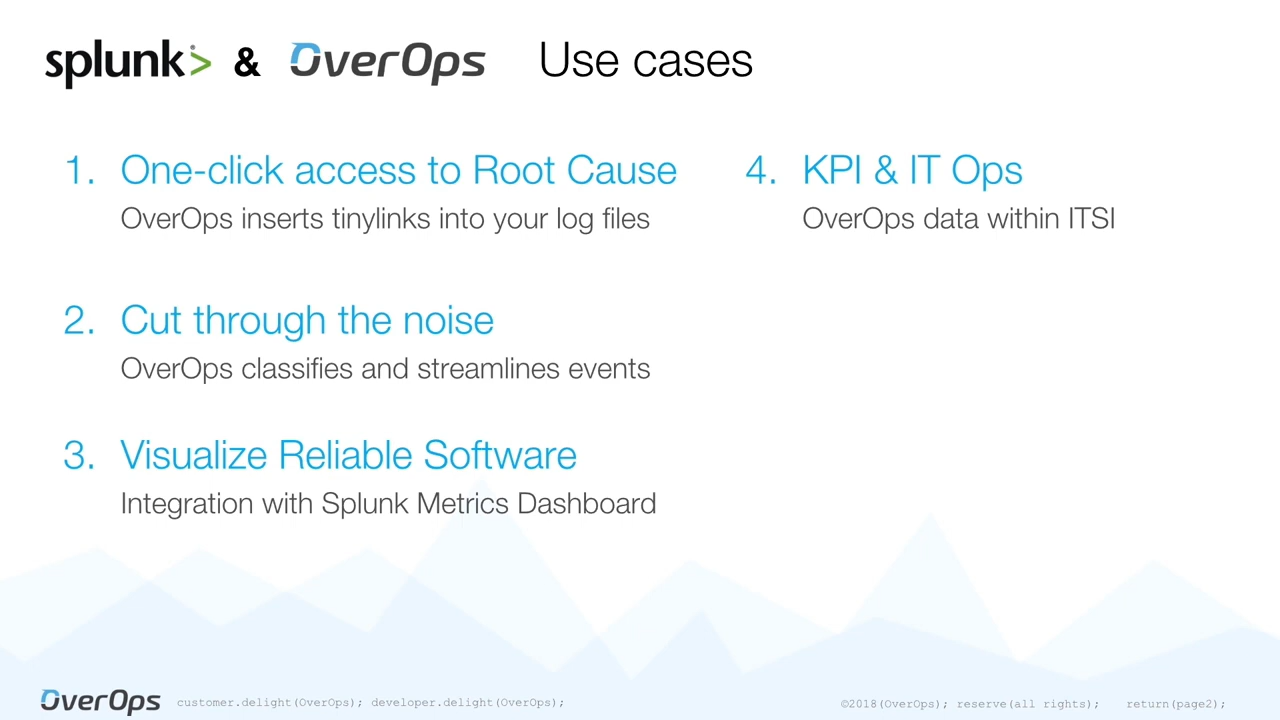 splunk> & OverOps Use cases
1. One-click access to Root Cause
OverOps inserts tinylinks into your log files
2. Cut through the noise
OverOps classifies and streamlines events
3. Visualize Reliable Software
Integration with Splunk Metrics Dashboard
4. KPI & IT Ops
OverOps data within ITSI
OverOps customer.delight(OverOps); developer.delight(OverOps); ©2018(OverOps); reserve(all rights); return(page2);